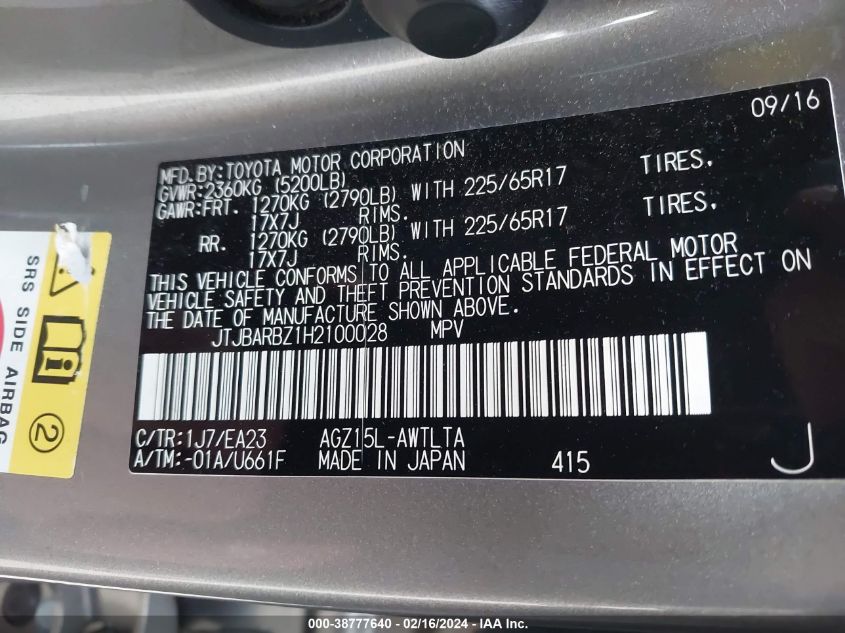 09/16
MFD. BY:TOYOTA MOTOR CORPORATION
GVWR:2360KG (5200LB)
GAWR:FRT. 1270KG (2790LB) WITH 225/65R17 TIRES.
17X7J RIMS.
RR. 1270KG (2790LB) WITH 225/65R17 TIRES.
17X7J RIMS.
THIS VEHICLE CONFORMS TO ALL APPLICABLE FEDERAL MOTOR
VEHICLE SAFETY AND THEFT PREVENTION STANDARDS IN EFFECT ON
THE DATE OF MANUFACTURE SHOWN ABOVE.
JTJBARBZ1H2100028 MPV
C/TR:1J7/EA23 AGZ15L-AWTLTA
A/TM:-01A/U661F MADE IN JAPAN 415 J
SRS SIDE AIRBAG
2
000-38777640 - 02/16/2024 - IAAI Inc.